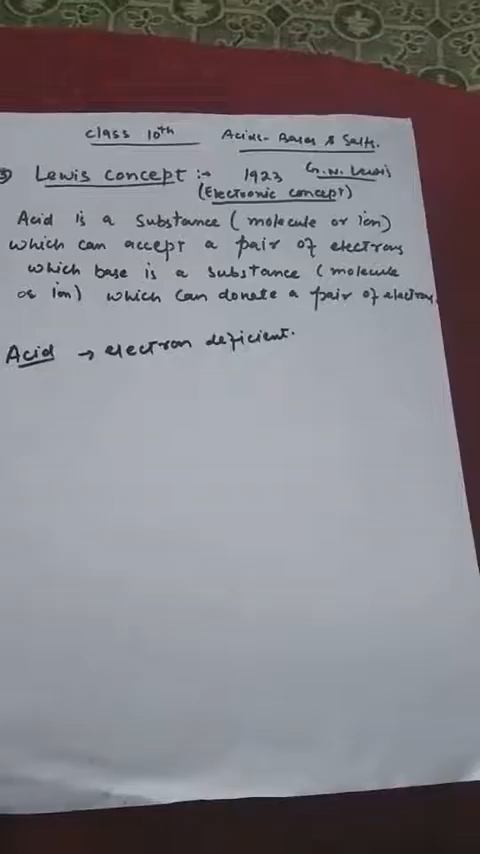 Class 10th Acids- Bases & Salts.
3) Lewis Concept :- 1923 G.N. Lewis
(Electronic concept)
Acid is a substance (molecule or ion)
which can accept a pair of electrons
which base is a substance (molecule
or ion) which can donate a pair of electrons
Acid → electron deficient.